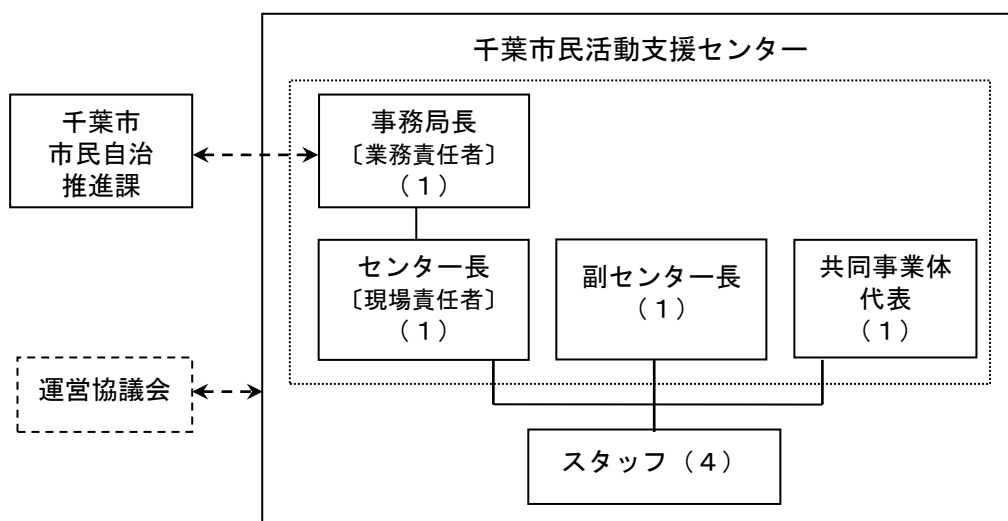 千葉市民活動支援センター
千葉市
市民自治
推進課
事務局長
〔業務責任者〕
（１）
センター長
〔現場責任者〕
（１）
副センター長
（１）
共同事業体
代表
（１）
運営協議会
スタッフ（４）